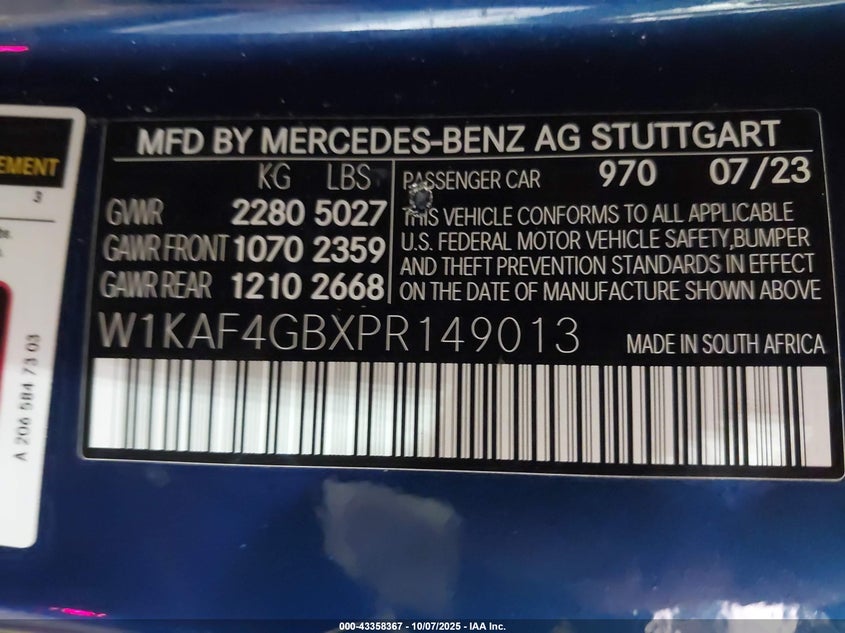 MFD BY MERCEDES-BENZ AG STUTTGART
KG LBS
GVWR 2280 5027
GAWR FRONT 1070 2359
GAWR REAR 1210 2668
PASSENGER CAR 970 07/23
THIS VEHICLE CONFORMS TO ALL APPLICABLE
U.S. FEDERAL MOTOR VEHICLE SAFETY,BUMPER
AND THEFT PREVENTION STANDARDS IN EFFECT
ON THE DATE OF MANUFACTURE SHOWN ABOVE
W1KAF4GBXPR149013 MADE IN SOUTH AFRICA
EMENT
3
A 206 584 73 03
000-43358367 - 10/07/2025 - IAA Inc.